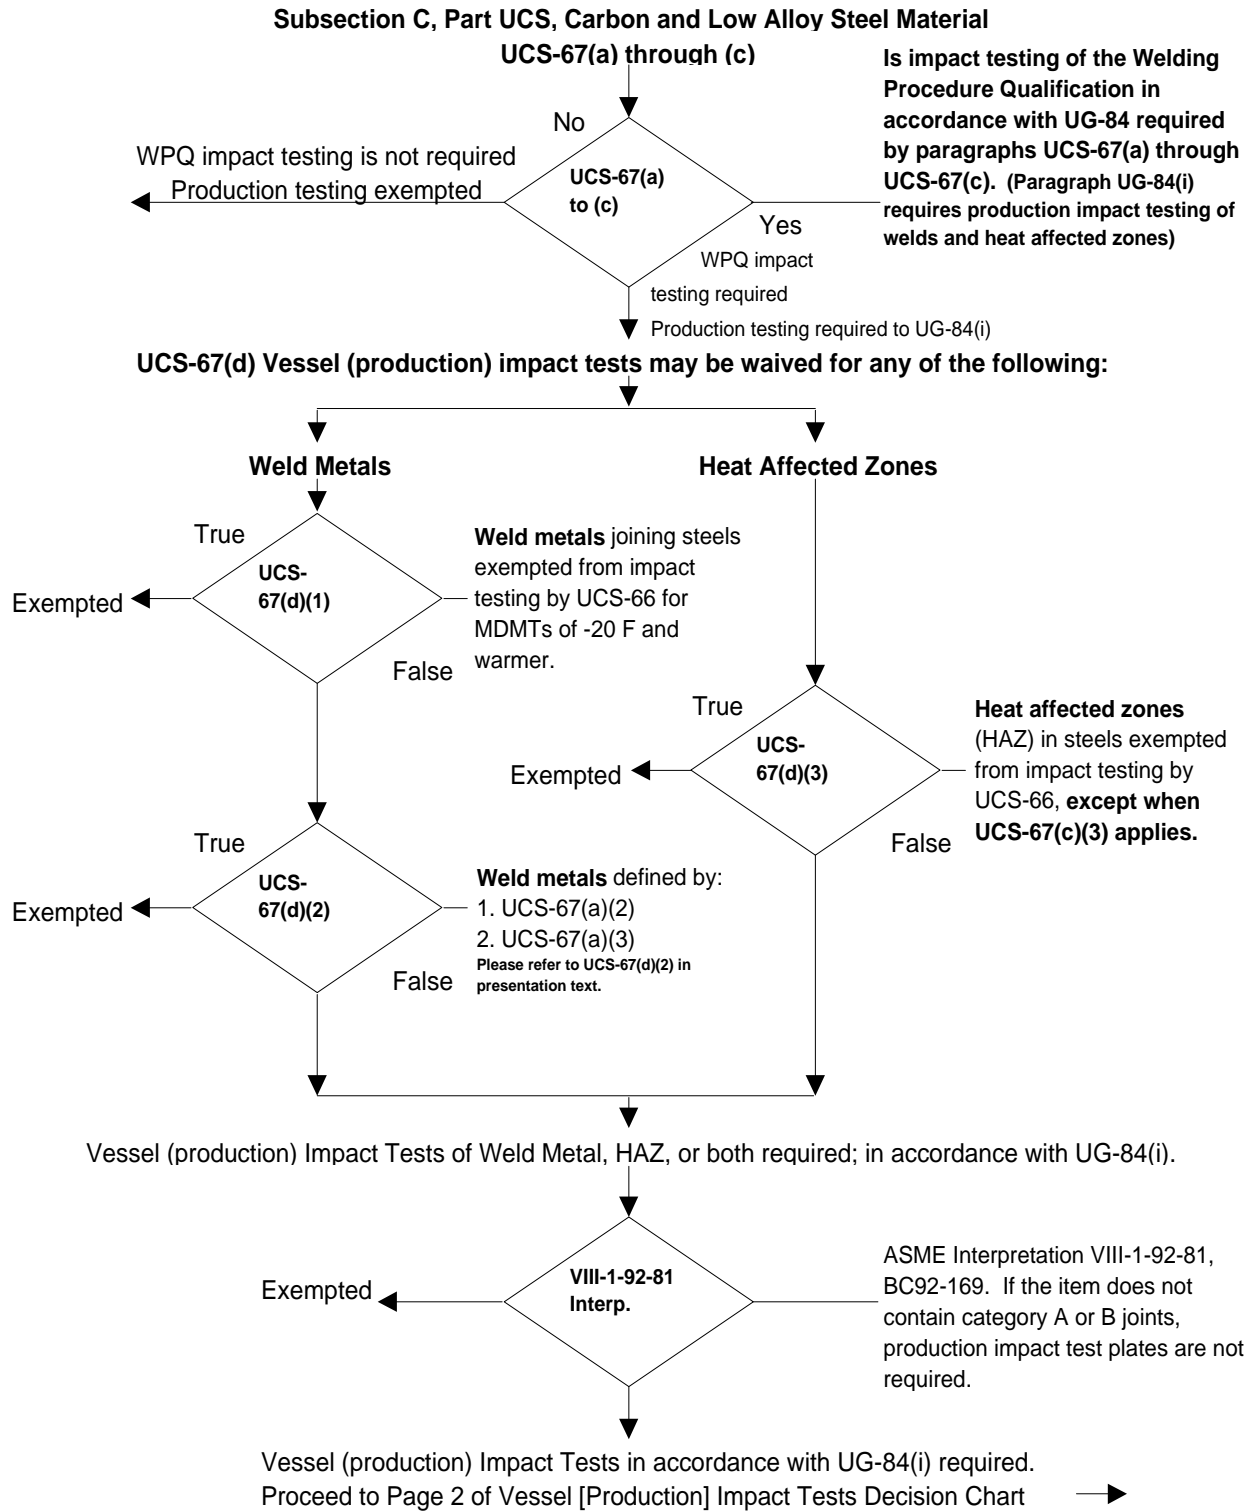 Subsection C, Part UCS, Carbon and Low Alloy Steel Material
UCS-67(a) through (c)
Is impact testing of the Welding
Procedure Qualification in
accordance with UG-84 required
by paragraphs UCS-67(a) through
UCS-67(c). (Paragraph UG-84(i)
requires production impact testing of
welds and heat affected zones)
No
WPQ impact testing is not required
Production testing exempted
UCS-67(a)
to (c)
Yes
WPQ impact
testing required
Production testing required to UG-84(i)
UCS-67(d) Vessel (production) impact tests may be waived for any of the following:
Weld Metals
Heat Affected Zones
True
Exempted
UCS-
67(d)(1)
False
Weld metals joining steels
exempted from impact
testing by UCS-66 for
MDMTs of -20 F and
warmer.
True
Exempted
UCS-
67(d)(3)
False
Heat affected zones
(HAZ) in steels exempted
from impact testing by
UCS-66, except when
UCS-67(c)(3) applies.
True
Exempted
UCS-
67(d)(2)
False
Weld metals defined by:
1. UCS-67(a)(2)
2. UCS-67(a)(3)
Please refer to UCS-67(d)(2) in
presentation text.
Vessel (production) Impact Tests of Weld Metal, HAZ, or both required; in accordance with UG-84(i).
Exempted
VIII-1-92-81
Interp.
ASME Interpretation VIII-1-92-81,
BC92-169. If the item does not
contain category A or B joints,
production impact test plates are not
required.
Vessel (production) Impact Tests in accordance with UG-84(i) required.
Proceed to Page 2 of Vessel [Production] Impact Tests Decision Chart